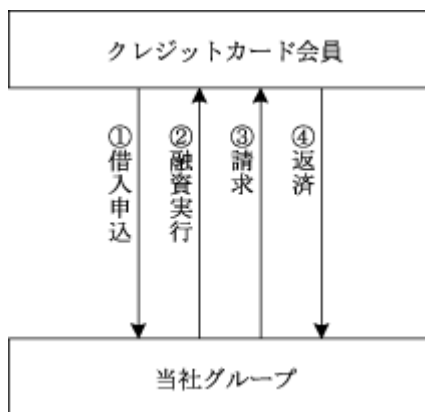 クレジットカード会員
①借入申込
②融資実行
③請求
④返済
当社グループ